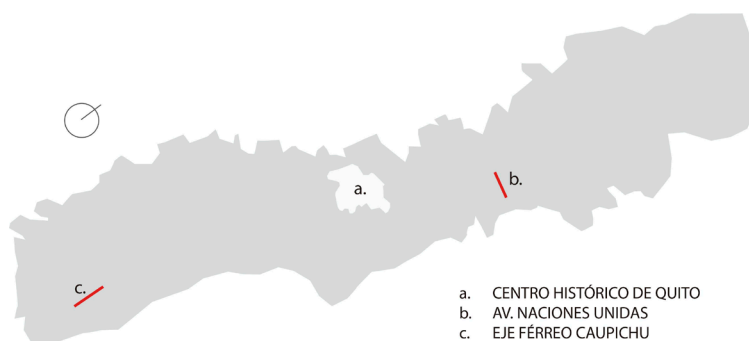 a.
b.
c.
a. CENTRO HISTÓRICO DE QUITO
b. AV. NACIONES UNIDAS
c. EJE FÉRREO CAUPICHU